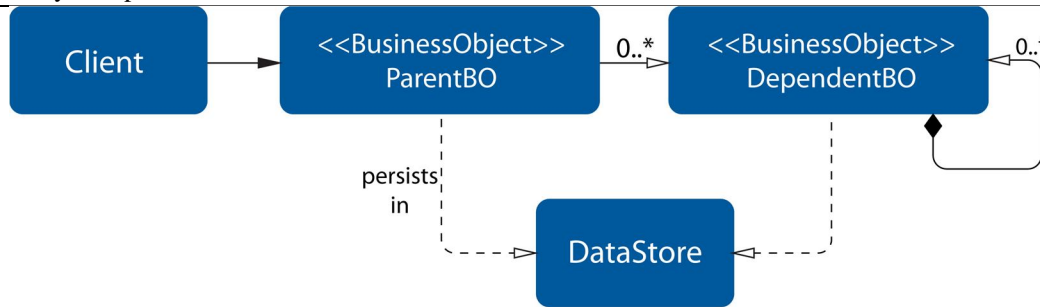 Client
<<BusinessObject>>
ParentBO
0..*
<<BusinessObject>>
DependentBO
persists
in
DataStore